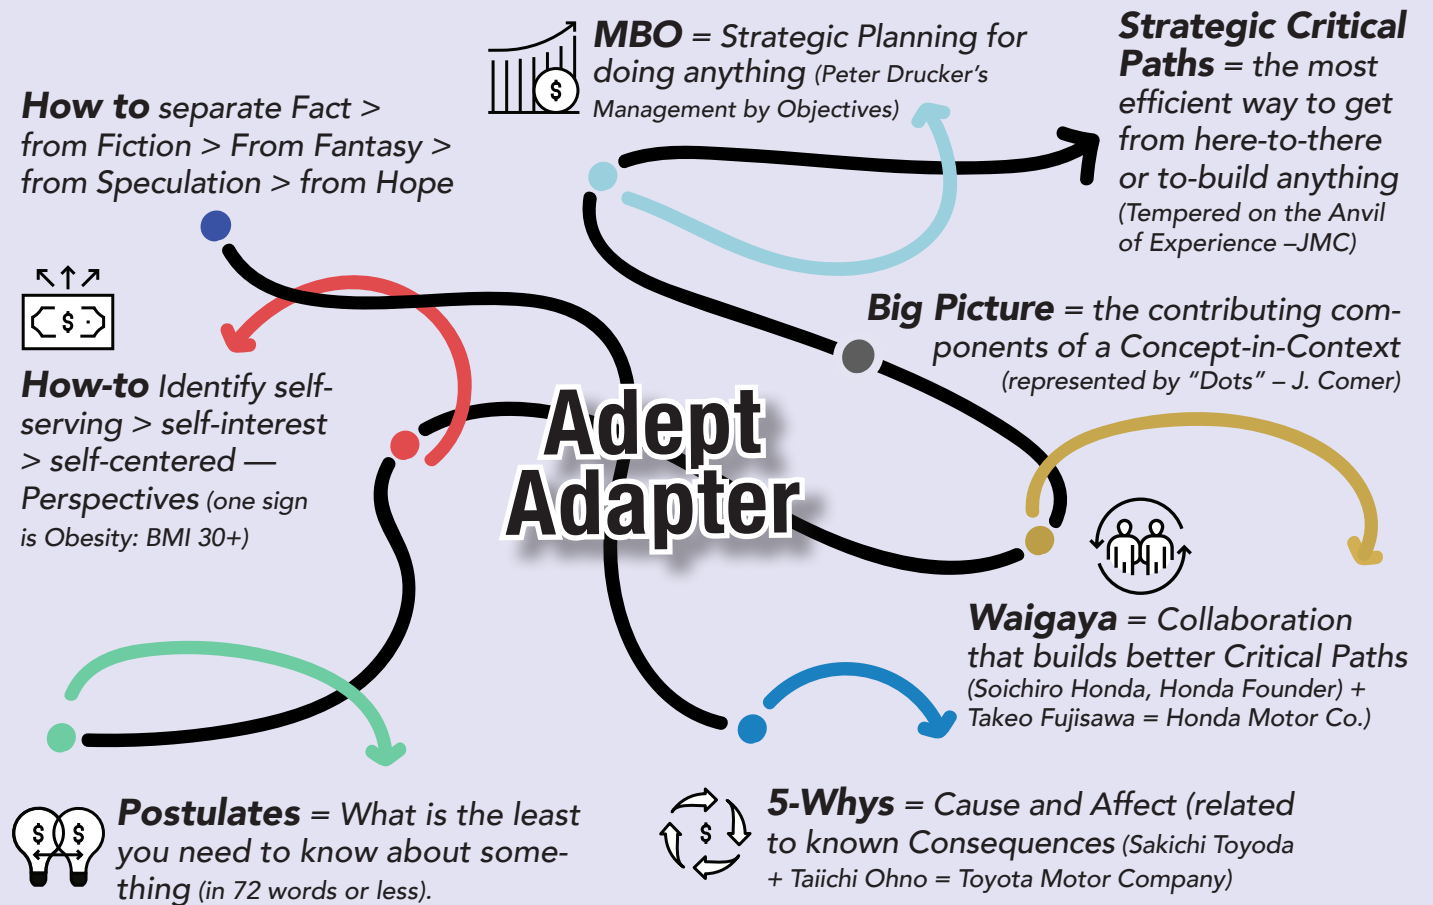 MBO = Strategic Planning for
doing anything (Peter Drucker's
Management by Objectives)
Strategic Critical
Paths = the most
efficient way to get
from here-to-there
or to-build anything
(Tempered on the Anvil
of Experience –JMC)
How to separate Fact >
from Fiction > From Fantasy >
from Speculation > from Hope
Big Picture = the contributing com-
ponents of a Concept-in-Context
(represented by "Dots" – J. Comer)
$
$
How-to Identify self-
serving > self-interest
> self-centered —
Perspectives (one sign
is Obesity: BMI 30+)
Adept
Adapter
Waigaya = Collaboration
that builds better Critical Paths
(Soichiro Honda, Honda Founder) +
Takeo Fujisawa = Honda Motor Co.)
$ $
Postulates = What is the least
you need to know about some-
thing (in 72 words or less).
$
5-Whys = Cause and Affect (related
to known Consequences (Sakichi Toyoda
+ Taiichi Ohno = Toyota Motor Company)